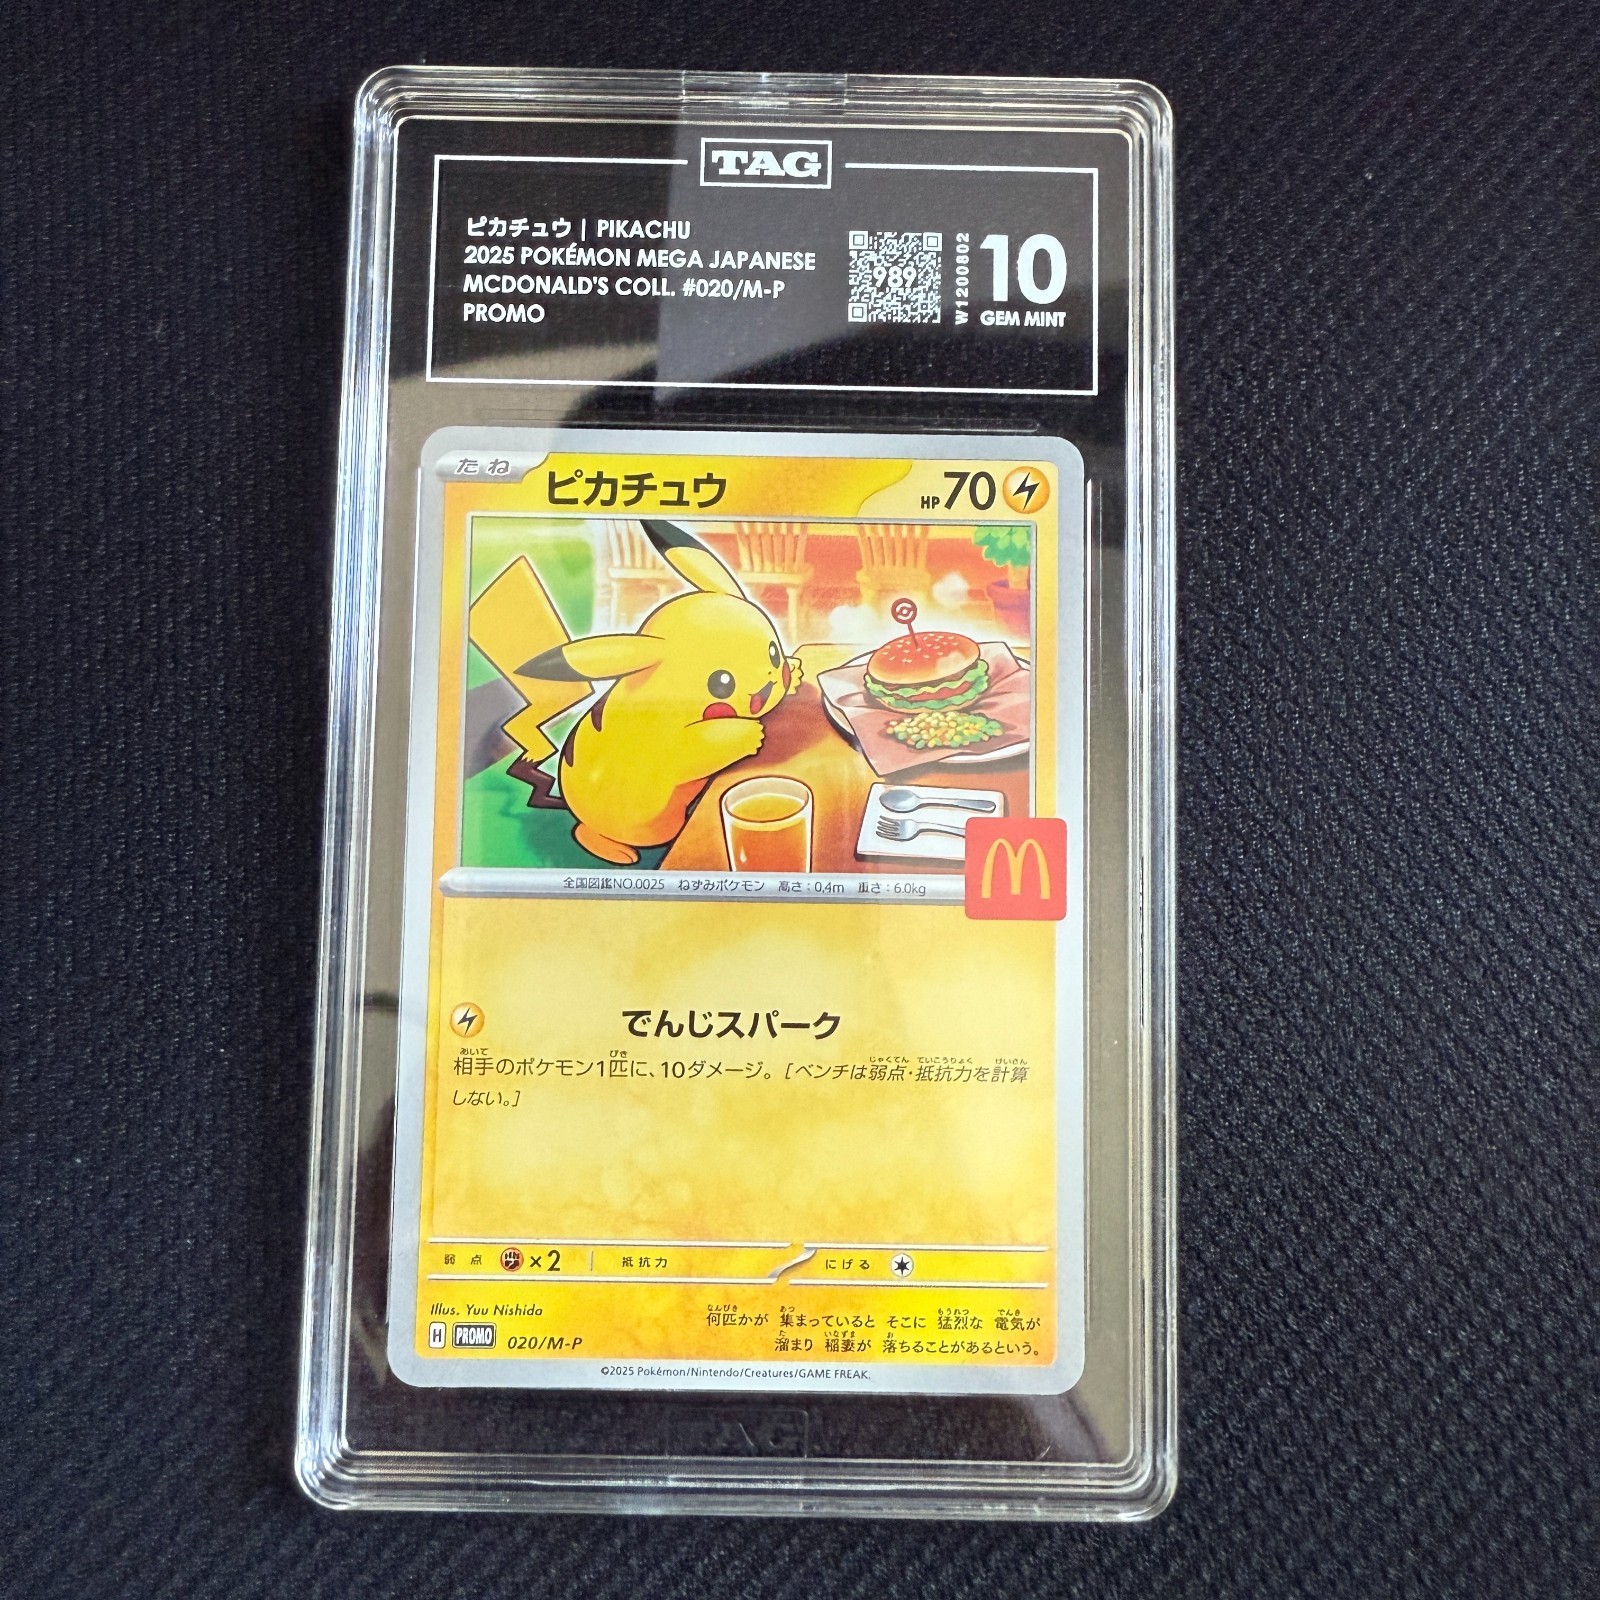 TAG
ピカチュウ | PIKACHU
2025 POKÉMON MEGA JAPANESE
MCDONALD'S COLL. #020/M-P
PROMO
989
W1200802
10
GEM MINT
たね
ピカチュウ
HP70
全国図鑑NO.0025 ねずみポケモン 高さ:0.4m 重さ:6.0kg
でんじスパーク
相手のポケモン1匹に、10ダメージ。[ベンチは弱点・抵抗力を計算
しない。]
弱点 ×2 抵抗力 にげる
Illus. Yuu Nishida
H PROMO 020/M-P
何匹かが 集まっていると そこに 猛烈な 電気が
溜まり 稲妻が 落ちることがあるという。
©2025 Pokémon/Nintendo/Creatures/GAME FREAK.
TAG